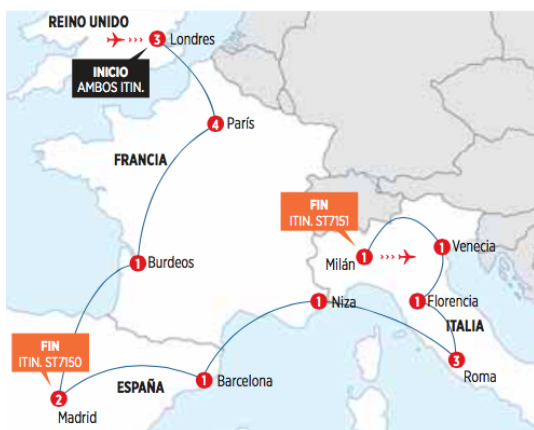 REINO UNIDO
3 Londres
INICIO
AMBOS ITIN.
4 París
FRANCIA
FIN
ITIN. ST7151
1 Venecia
Milán 1
1 Burdeos
1 Niza
1 Florencia
ITALIA
FIN
ITIN. ST7150
3 Roma
ESPAÑA
1 Barcelona
2 Madrid